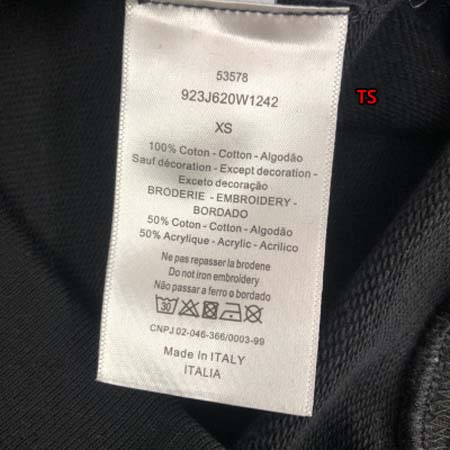 53578
923J620W1242
TS
XS
100% Coton - Cotton - Algodão
Sauf décoration - Except decoration -
Exceto decoração
BRODERIE - EMBROIDERY -
BORDADO
50% Coton - Cotton - Algodão
50% Acrylique - Acrylic - Acrilico
Ne pas repasser la brodene
Do not iron embroidery
Não passar a ferro o bordado
30
CNPJ 02-046-366/0003-99
Made In ITALY
ITALIA